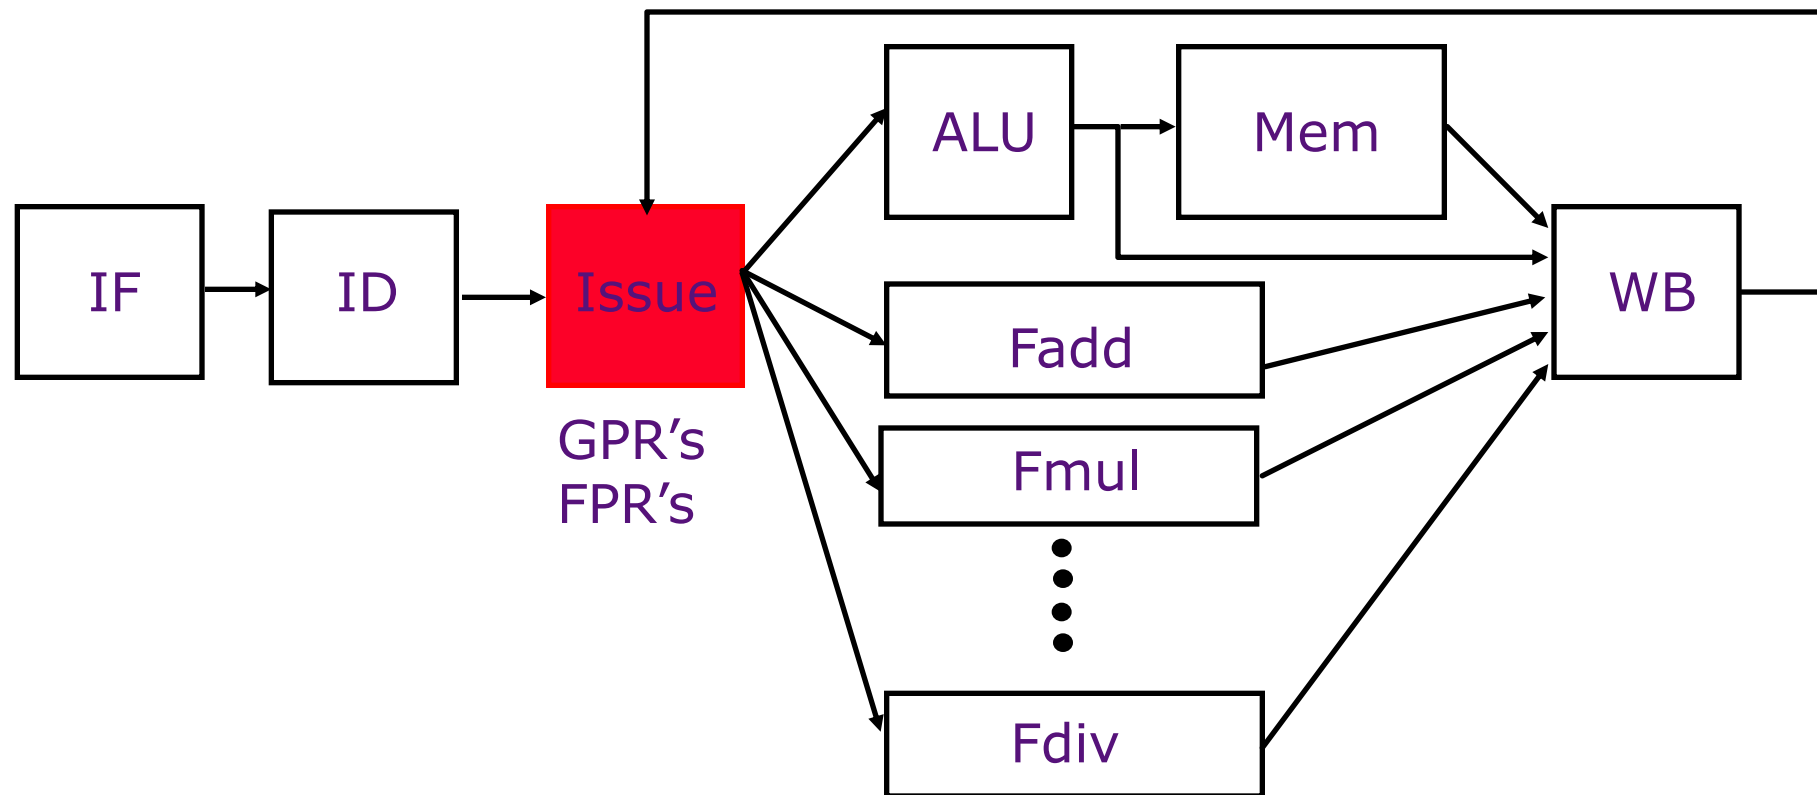 IF
ID
Issue
GPR’s
FPR’s
ALU
Mem
Fadd
Fmul
Fdiv
WB